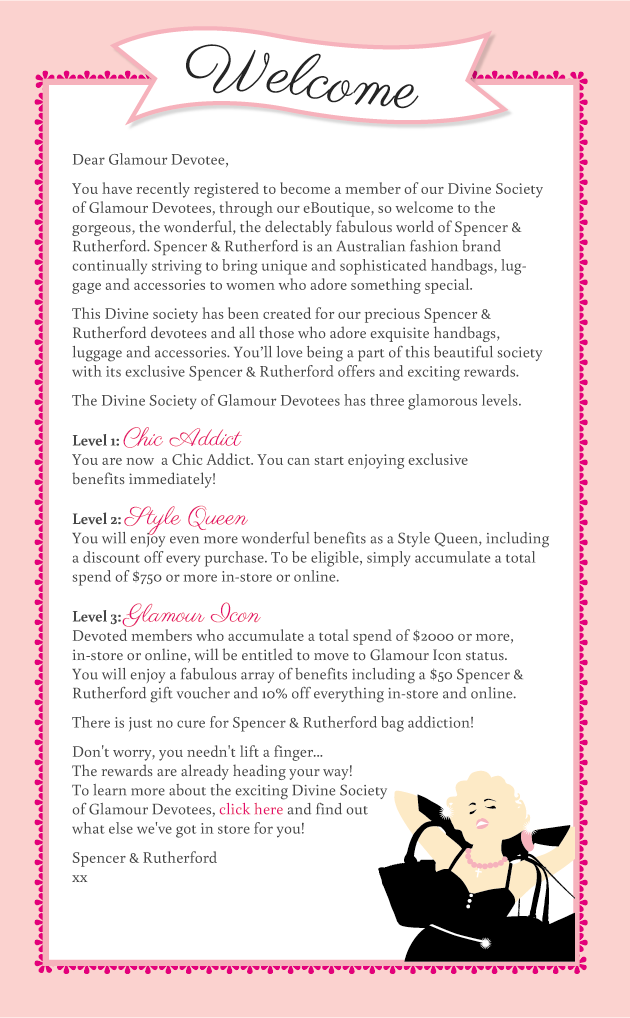 Welcome
Dear Glamour Devotee,
You have recently registered to become a member of our Divine Society
of Glamour Devotees, through our eBoutique, so welcome to the
gorgeous, the wonderful, the delectably fabulous world of Spencer &
Rutherford. Spencer & Rutherford is an Australian fashion brand
continually striving to bring unique and sophisticated handbags, lug-
gage and accessories to women who adore something special.
This Divine society has been created for our precious Spencer &
Rutherford devotees and all those who adore exquisite handbags,
luggage and accessories. You'll love being a part of this beautiful society
with its exclusive Spencer & Rutherford offers and exciting rewards.
The Divine Society of Glamour Devotees has three glamorous levels.
Level 1: Chic Addict
You are now a Chic Addict. You can start enjoying exclusive
benefits immediately!
Level 2: Style Queen
You will enjoy even more wonderful benefits as a Style Queen, including
a discount off every purchase. To be eligible, simply accumulate a total
spend of $750 or more in-store or online.
Level 3: Glamour Icon
Devoted members who accumulate a total spend of $2000 or more,
in-store or online, will be entitled to move to Glamour Icon status.
You will enjoy a fabulous array of benefits including a $50 Spencer &
Rutherford gift voucher and 10% off everything in-store and online.
There is just no cure for Spencer & Rutherford bag addiction!
Don't worry, you needn't lift a finger...
The rewards are already heading your way!
To learn more about the exciting Divine Society
of Glamour Devotees, click here and find out
what else we've got in store for you!
Spencer & Rutherford
xx